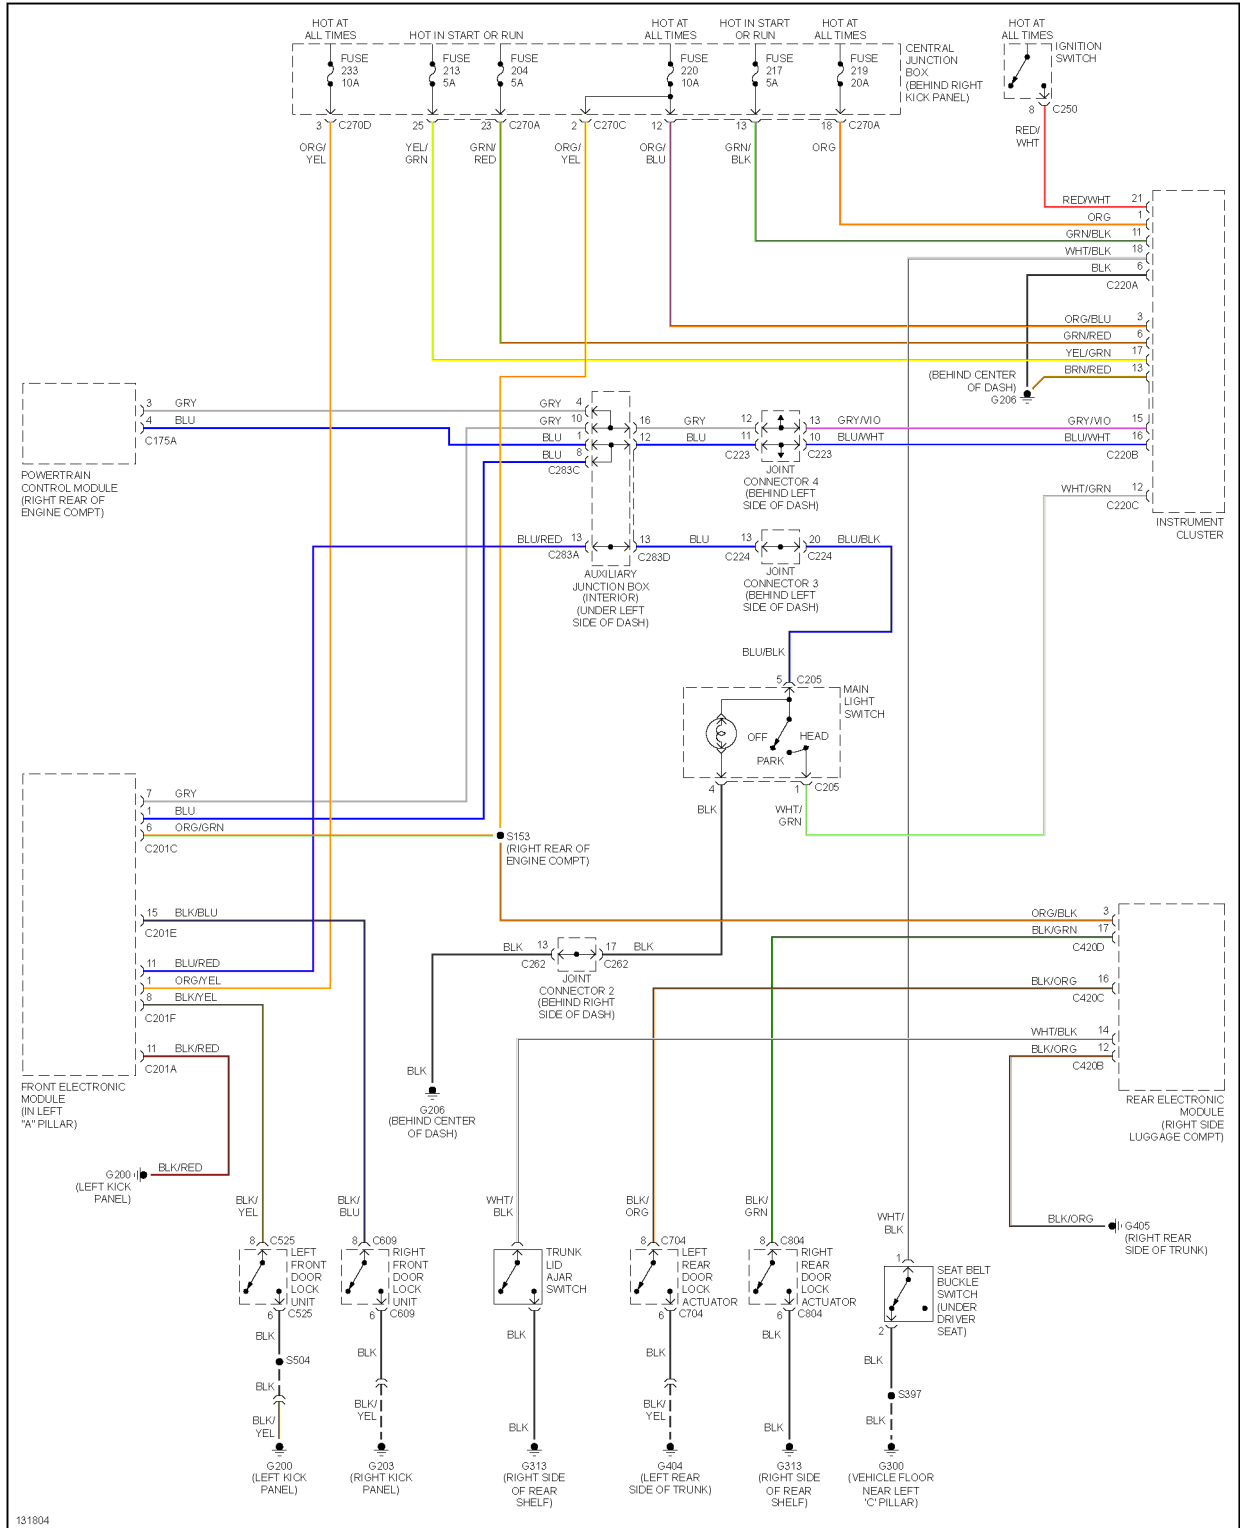 HOT AT
ALL TIMES
HOT IN START OR RUN
HOT AT
ALL TIMES
HOT IN START
OR RUN
HOT AT
ALL TIMES
HOT AT
ALL TIMES
FUSE
233
10A
FUSE
213
5A
FUSE
204
5A
FUSE
220
10A
FUSE
217
5A
FUSE
219
20A
CENTRAL
JUNCTION
BOX
(BEHIND RIGHT
KICK PANEL)
IGNITION
SWITCH
8 C250
3 C270D
25
23 C270A
2 C270C
12
13
18 C270A
RED/
WHT
ORG/
YEL
YEL/
GRN
GRN/
RED
ORG/
YEL
ORG/
BLU
GRN/
BLK
ORG
RED/WHT 21
ORG 1
GRN/BLK 11
WHT/BLK 18
BLK 6
C220A
ORG/BLU 3
GRN/RED 6
YEL/GRN 17
BRN/RED 13
(BEHIND CENTER
OF DASH)
G206
3 GRY
4 BLU
C175A
POWERTRAIN
CONTROL MODULE
(RIGHT REAR OF
ENGINE COMPT)
GRY 4
GRY 10
BLU 1
BLU 8
C283C
16 GRY 12
12 BLU 11
C223
13 GRY/VIO
10 BLU/WHT
C223
JOINT
CONNECTOR 4
(BEHIND LEFT
SIDE OF DASH)
GRY/VIO 15
BLU/WHT 16
C220B
WHT/GRN 12
C220C
INSTRUMENT
CLUSTER
BLU/RED 13
C283A
13 BLU 13
C283D
C224
20 BLU/BLK
C224
AUXILIARY
JUNCTION BOX
(INTERIOR)
(UNDER LEFT
SIDE OF DASH)
JOINT
CONNECTOR 3
(BEHIND LEFT
SIDE OF DASH)
BLU/BLK
5 C205
MAIN
LIGHT
SWITCH
OFF
HEAD
PARK
4
1 C205
BLK
WHT/
GRN
7 GRY
1 BLU
6 ORG/GRN
C201C
S153
(RIGHT REAR OF
ENGINE COMPT)
15 BLK/BLU
C201E
11 BLU/RED
1 ORG/YEL
8 BLK/YEL
C201F
11 BLK/RED
C201A
FRONT ELECTRONIC
MODULE
(IN LEFT
"A" PILLAR)
BLK 13
C262
17 BLK
C262
JOINT
CONNECTOR 2
(BEHIND RIGHT
SIDE OF DASH)
ORG/BLK 3
BLK/GRN 17
C420D
BLK/ORG 16
C420C
WHT/BLK 14
BLK/ORG 12
C420B
REAR ELECTRONIC
MODULE
(RIGHT SIDE
LUGGAGE COMPT)
BLK
G206
(BEHIND CENTER
OF DASH)
G200
(LEFT KICK
PANEL)
BLK/RED
BLK/
YEL
BLK/
BLU
WHT/
BLK
BLK/
ORG
BLK/
GRN
WHT/
BLK
BLK/ORG
G405
(RIGHT REAR
SIDE OF TRUNK)
8 C525
LEFT
FRONT
DOOR
LOCK
UNIT
6 C525
8 C609
RIGHT
FRONT
DOOR
LOCK
UNIT
6 C609
TRUNK
LID
AJAR
SWITCH
8 C704
LEFT
REAR
DOOR
LOCK
ACTUATOR
6 C704
8 C804
RIGHT
REAR
DOOR
LOCK
ACTUATOR
6 C804
1
SEAT BELT
BUCKLE
SWITCH
(UNDER
DRIVER
SEAT)
2
BLK
BLK
BLK
BLK
BLK
BLK
S504
BLK
BLK/
YEL
BLK/
YEL
BLK
BLK/
YEL
BLK
S397
BLK
G200
(LEFT KICK
PANEL)
G203
(RIGHT KICK
PANEL)
G313
(RIGHT SIDE
OF REAR
SHELF)
G404
(LEFT REAR
SIDE OF TRUNK)
G313
(RIGHT SIDE
OF REAR
SHELF)
G300
(VEHICLE FLOOR
NEAR LEFT
'C' PILLAR)
131804